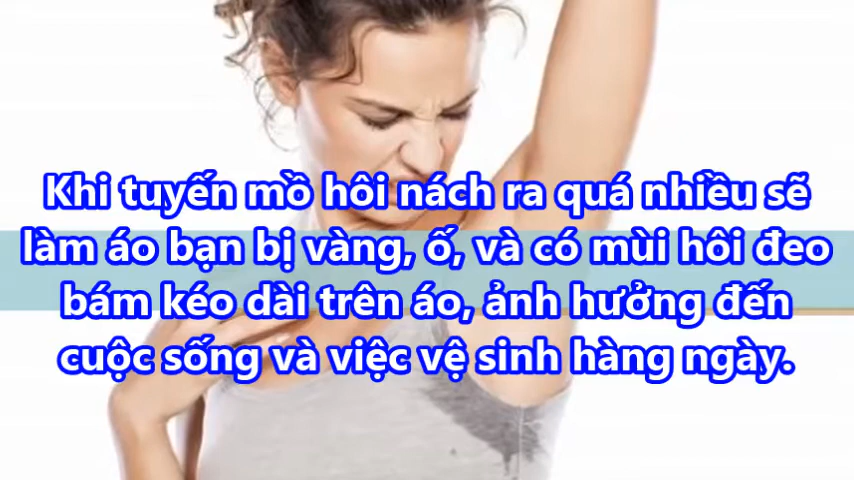 Khi tuyến mồ hôi nách ra quá nhiều sẽ
làm áo bạn bị vàng, ố, và có mùi hôi đeo
bám kéo dài trên áo, ảnh hưởng đến
cuộc sống và việc vệ sinh hàng ngày.